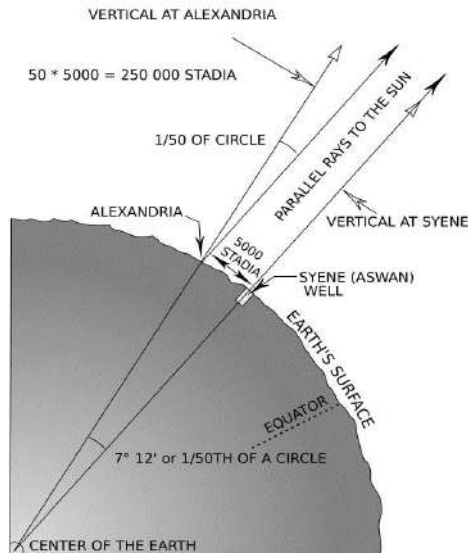 VERTICAL AT ALEXANDRIA
50 * 5000 = 250 000 STADIA
1/50 OF CIRCLE
PARALLEL RAYS TO THE SUN
ALEXANDRIA
VERTICAL AT SYENE
5000
STADIA
SYENE (ASWAN)
WELL
EARTH'S SURFACE
EQUATOR
7° 12' or 1/50TH OF A CIRCLE
CENTER OF THE EARTH